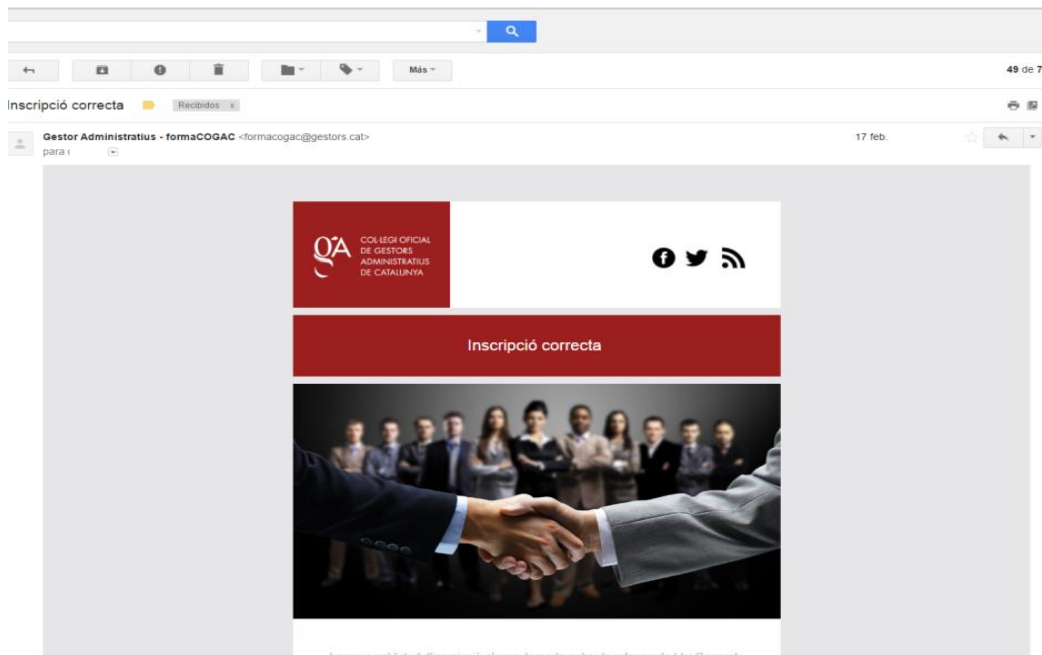 Más
49 de 7
Inscripció correcta
Recibidos x
Gestor Administratius - formaCOGAC <formacogac@gestors.cat>
17 feb.
para
gA
COL·LEGI OFICIAL
DE GESTORS
ADMINISTRATIUS
DE CATALUNYA
Inscripció correcta